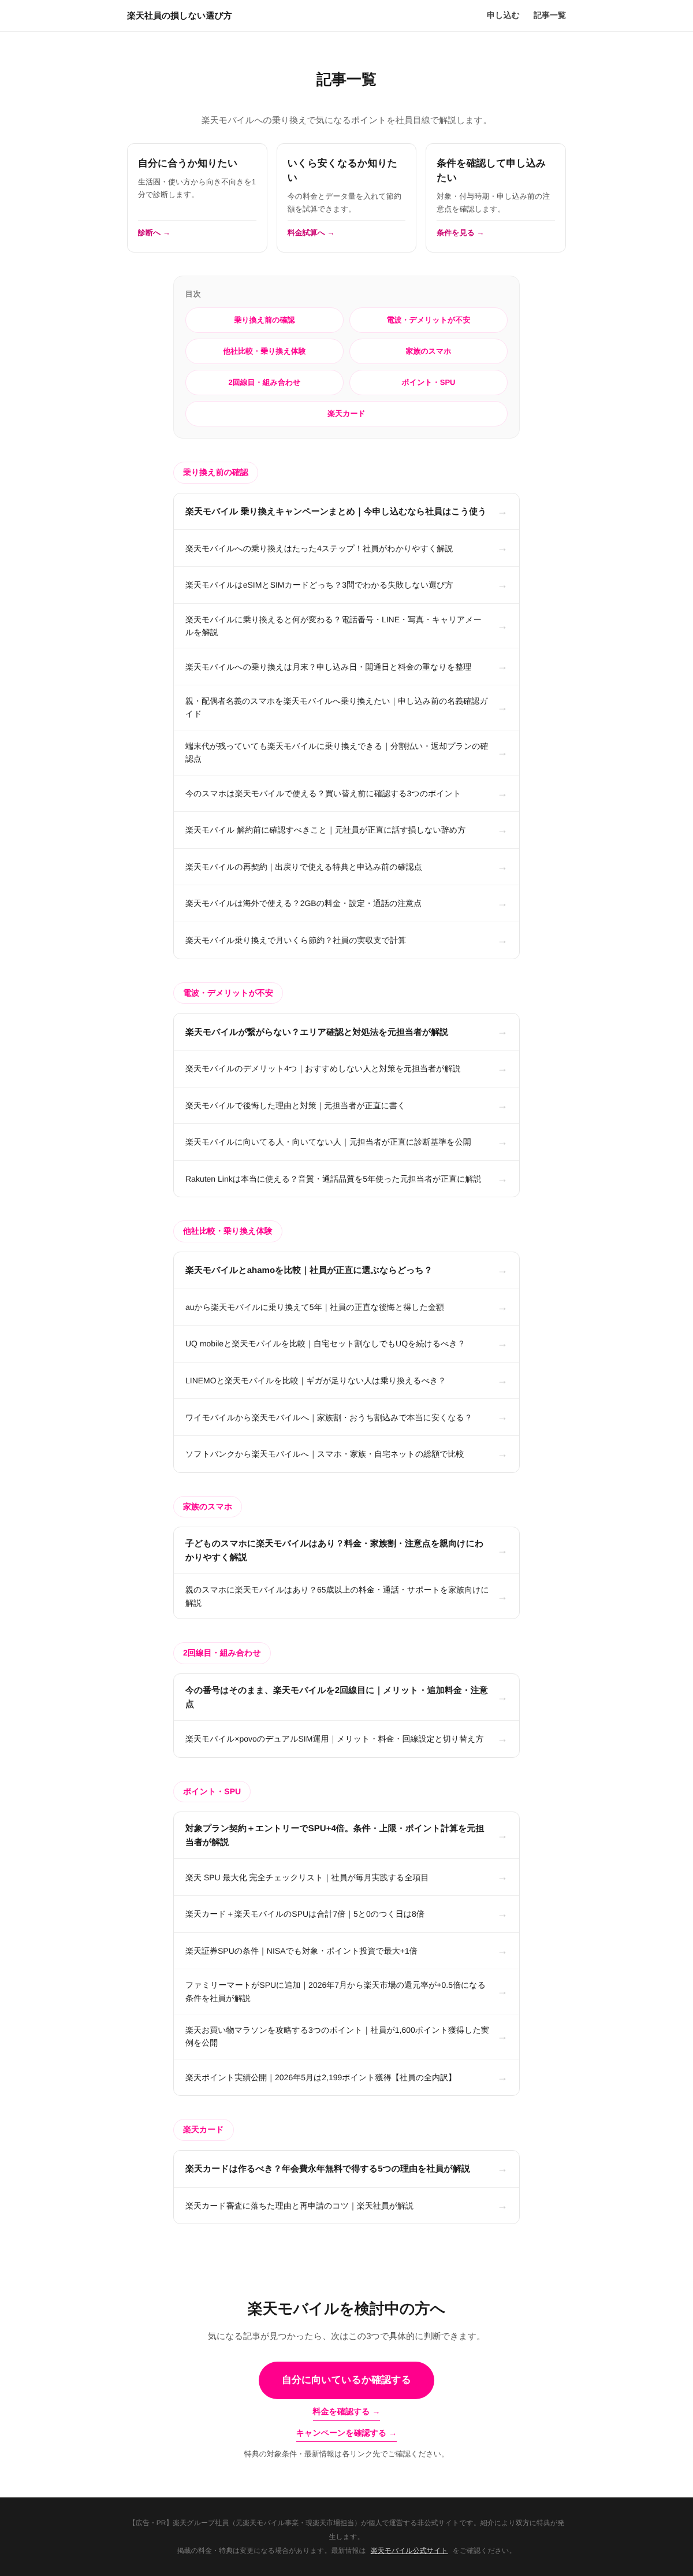 楽天社員の損しない選び方
申し込む 記事一覧
記事一覧
楽天モバイルへの乗り換えで気になるポイントを社員目線で解説します。
自分に合うか知りたい
生活圏・使い方から向き不向きを1
分で診断します。
診断へ →
いくら安くなるか知りた
い
今の料金とデータ量を入れて節約
額を試算できます。
料金試算へ →
条件を確認して申し込み
たい
対象・付与時期・申し込み前の注
意点を確認します。
条件を見る →
目次
乗り換え前の確認
電波・デメリットが不安
他社比較・乗り換え体験
家族のスマホ
2回線目・組み合わせ
ポイント・SPU
楽天カード
乗り換え前の確認
楽天モバイル 乗り換えキャンペーンまとめ｜今申し込むなら社員はこう使う →
楽天モバイルへの乗り換えはたった4ステップ！社員がわかりやすく解説 →
楽天モバイルはeSIMとSIMカードどっち？3問でわかる失敗しない選び方 →
楽天モバイルに乗り換えると何が変わる？電話番号・LINE・写真・キャリアメー
ルを解説 →
楽天モバイルへの乗り換えは月末？申し込み日・開通日と料金の重なりを整理 →
親・配偶者名義のスマホを楽天モバイルへ乗り換えたい｜申し込み前の名義確認ガ
イド →
端末代が残っていても楽天モバイルに乗り換えできる｜分割払い・返却プランの確
認点 →
今のスマホは楽天モバイルで使える？買い替え前に確認する3つのポイント →
楽天モバイル 解約前に確認すべきこと｜元社員が正直に話す損しない辞め方 →
楽天モバイルの再契約｜出戻りで使える特典と申込み前の確認点 →
楽天モバイルは海外で使える？2GBの料金・設定・通話の注意点 →
楽天モバイル乗り換えで月いくら節約？社員の実収支で計算 →
電波・デメリットが不安
楽天モバイルが繋がらない？エリア確認と対処法を元担当者が解説 →
楽天モバイルのデメリット4つ｜おすすめしない人と対策を元担当者が解説 →
楽天モバイルで後悔した理由と対策｜元担当者が正直に書く →
楽天モバイルに向いてる人・向いてない人｜元担当者が正直に診断基準を公開 →
Rakuten Linkは本当に使える？音質・通話品質を5年使った元担当者が正直に解説 →
他社比較・乗り換え体験
楽天モバイルとahamoを比較｜社員が正直に選ぶならどっち？ →
auから楽天モバイルに乗り換えて5年｜社員の正直な後悔と得した金額 →
UQ mobileと楽天モバイルを比較｜自宅セット割なしでもUQを続けるべき？ →
LINEMOと楽天モバイルを比較｜ギガが足りない人は乗り換えるべき？ →
ワイモバイルから楽天モバイルへ｜家族割・おうち割込みで本当に安くなる？ →
ソフトバンクから楽天モバイルへ｜スマホ・家族・自宅ネットの総額で比較 →
家族のスマホ
子どものスマホに楽天モバイルはあり？料金・家族割・注意点を親向けにわ
かりやすく解説 →
親のスマホに楽天モバイルはあり？65歳以上の料金・通話・サポートを家族向けに
解説 →
2回線目・組み合わせ
今の番号はそのまま、楽天モバイルを2回線目に｜メリット・追加料金・注意
点 →
楽天モバイル×povoのデュアルSIM運用｜メリット・料金・回線設定と切り替え方 →
ポイント・SPU
対象プラン契約＋エントリーでSPU+4倍。条件・上限・ポイント計算を元担
当者が解説 →
楽天 SPU 最大化 完全チェックリスト｜社員が毎月実践する全項目 →
楽天カード＋楽天モバイルのSPUは合計7倍｜5と0のつく日は8倍 →
楽天証券SPUの条件｜NISAでも対象・ポイント投資で最大+1倍 →
ファミリーマートがSPUに追加｜2026年7月から楽天市場の還元率が+0.5倍になる
条件を社員が解説 →
楽天お買い物マラソンを攻略する3つのポイント｜社員が1,600ポイント獲得した実
例を公開 →
楽天ポイント実績公開｜2026年5月は2,199ポイント獲得【社員の全内訳】 →
楽天カード
楽天カードは作るべき？年会費永年無料で得する5つの理由を社員が解説 →
楽天カード審査に落ちた理由と再申請のコツ｜楽天社員が解説 →
楽天モバイルを検討中の方へ
気になる記事が見つかったら、次はこの3つで具体的に判断できます。
自分に向いているか確認する
料金を確認する →
キャンペーンを確認する →
特典の対象条件・最新情報は各リンク先でご確認ください。
【広告・PR】楽天グループ社員（元楽天モバイル事業・現楽天市場担当）が個人で運営する非公式サイトです。紹介により双方に特典が発
生します。
掲載の料金・特典は変更になる場合があります。最新情報は 楽天モバイル公式サイト をご確認ください。